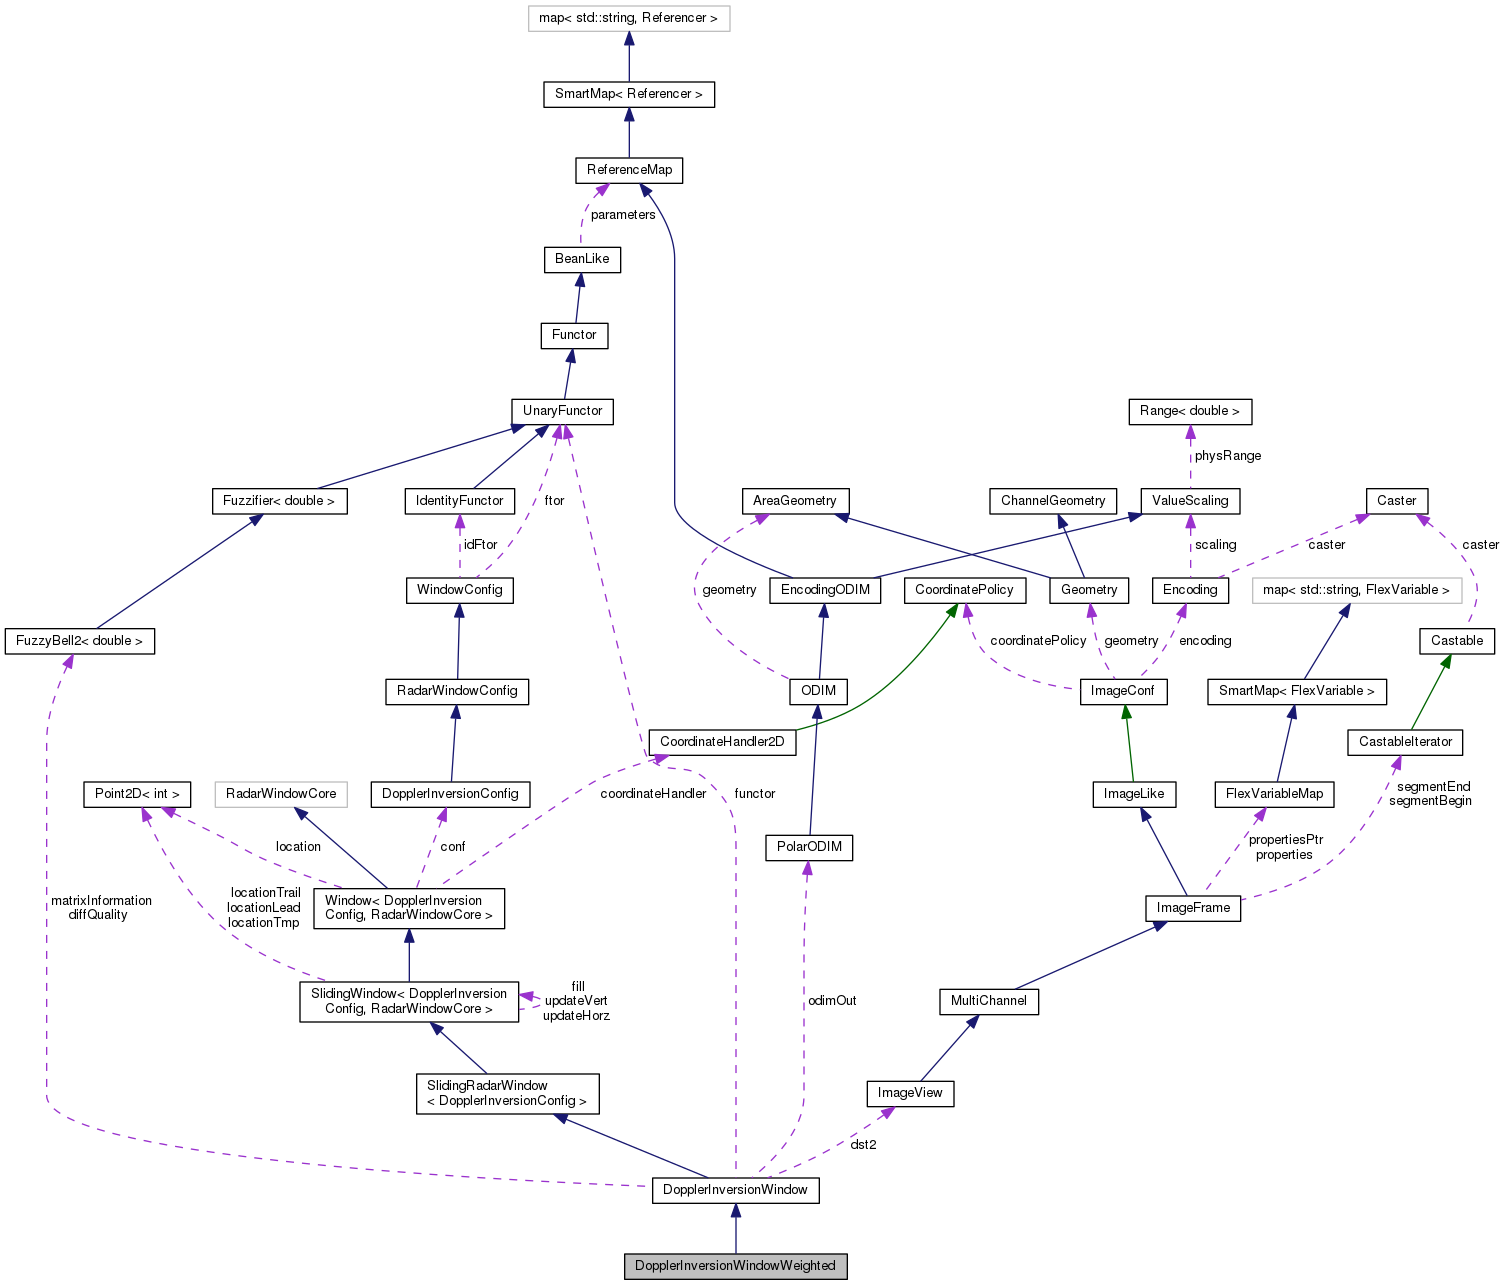 map< std::string, Referencer >
SmartMap< Referencer >
ReferenceMap
parameters
BeanLike
Functor
UnaryFunctor
Range< double >
physRange
Fuzzifier< double >
IdentityFunctor
ftor
AreaGeometry
ChannelGeometry
ValueScaling
Caster
idFtor
scaling
caster
caster
WindowConfig
geometry
EncodingODIM
CoordinatePolicy
Geometry
Encoding
map< std::string, FlexVariable >
FuzzyBell2< double >
coordinatePolicy
geometry
encoding
Castable
RadarWindowConfig
ODIM
ImageConf
SmartMap< FlexVariable >
CoordinateHandler2D
CastableIterator
Point2D< int >
RadarWindowCore
DopplerInversionConfig
coordinateHandler
functor
ImageLike
FlexVariableMap
segmentEnd
segmentBegin
location
conf
PolarODIM
propertiesPtr
properties
matrixInformation
diffQuality
locationTrail
locationLead
locationTmp
Window< DopplerInversion
Config, RadarWindowCore >
ImageFrame
SlidingWindow< DopplerInversion
Config, RadarWindowCore >
fill
updateVert
updateHorz
odimOut
MultiChannel
SlidingRadarWindow
< DopplerInversionConfig >
ImageView
dst2
DopplerInversionWindow
DopplerInversionWindowWeighted